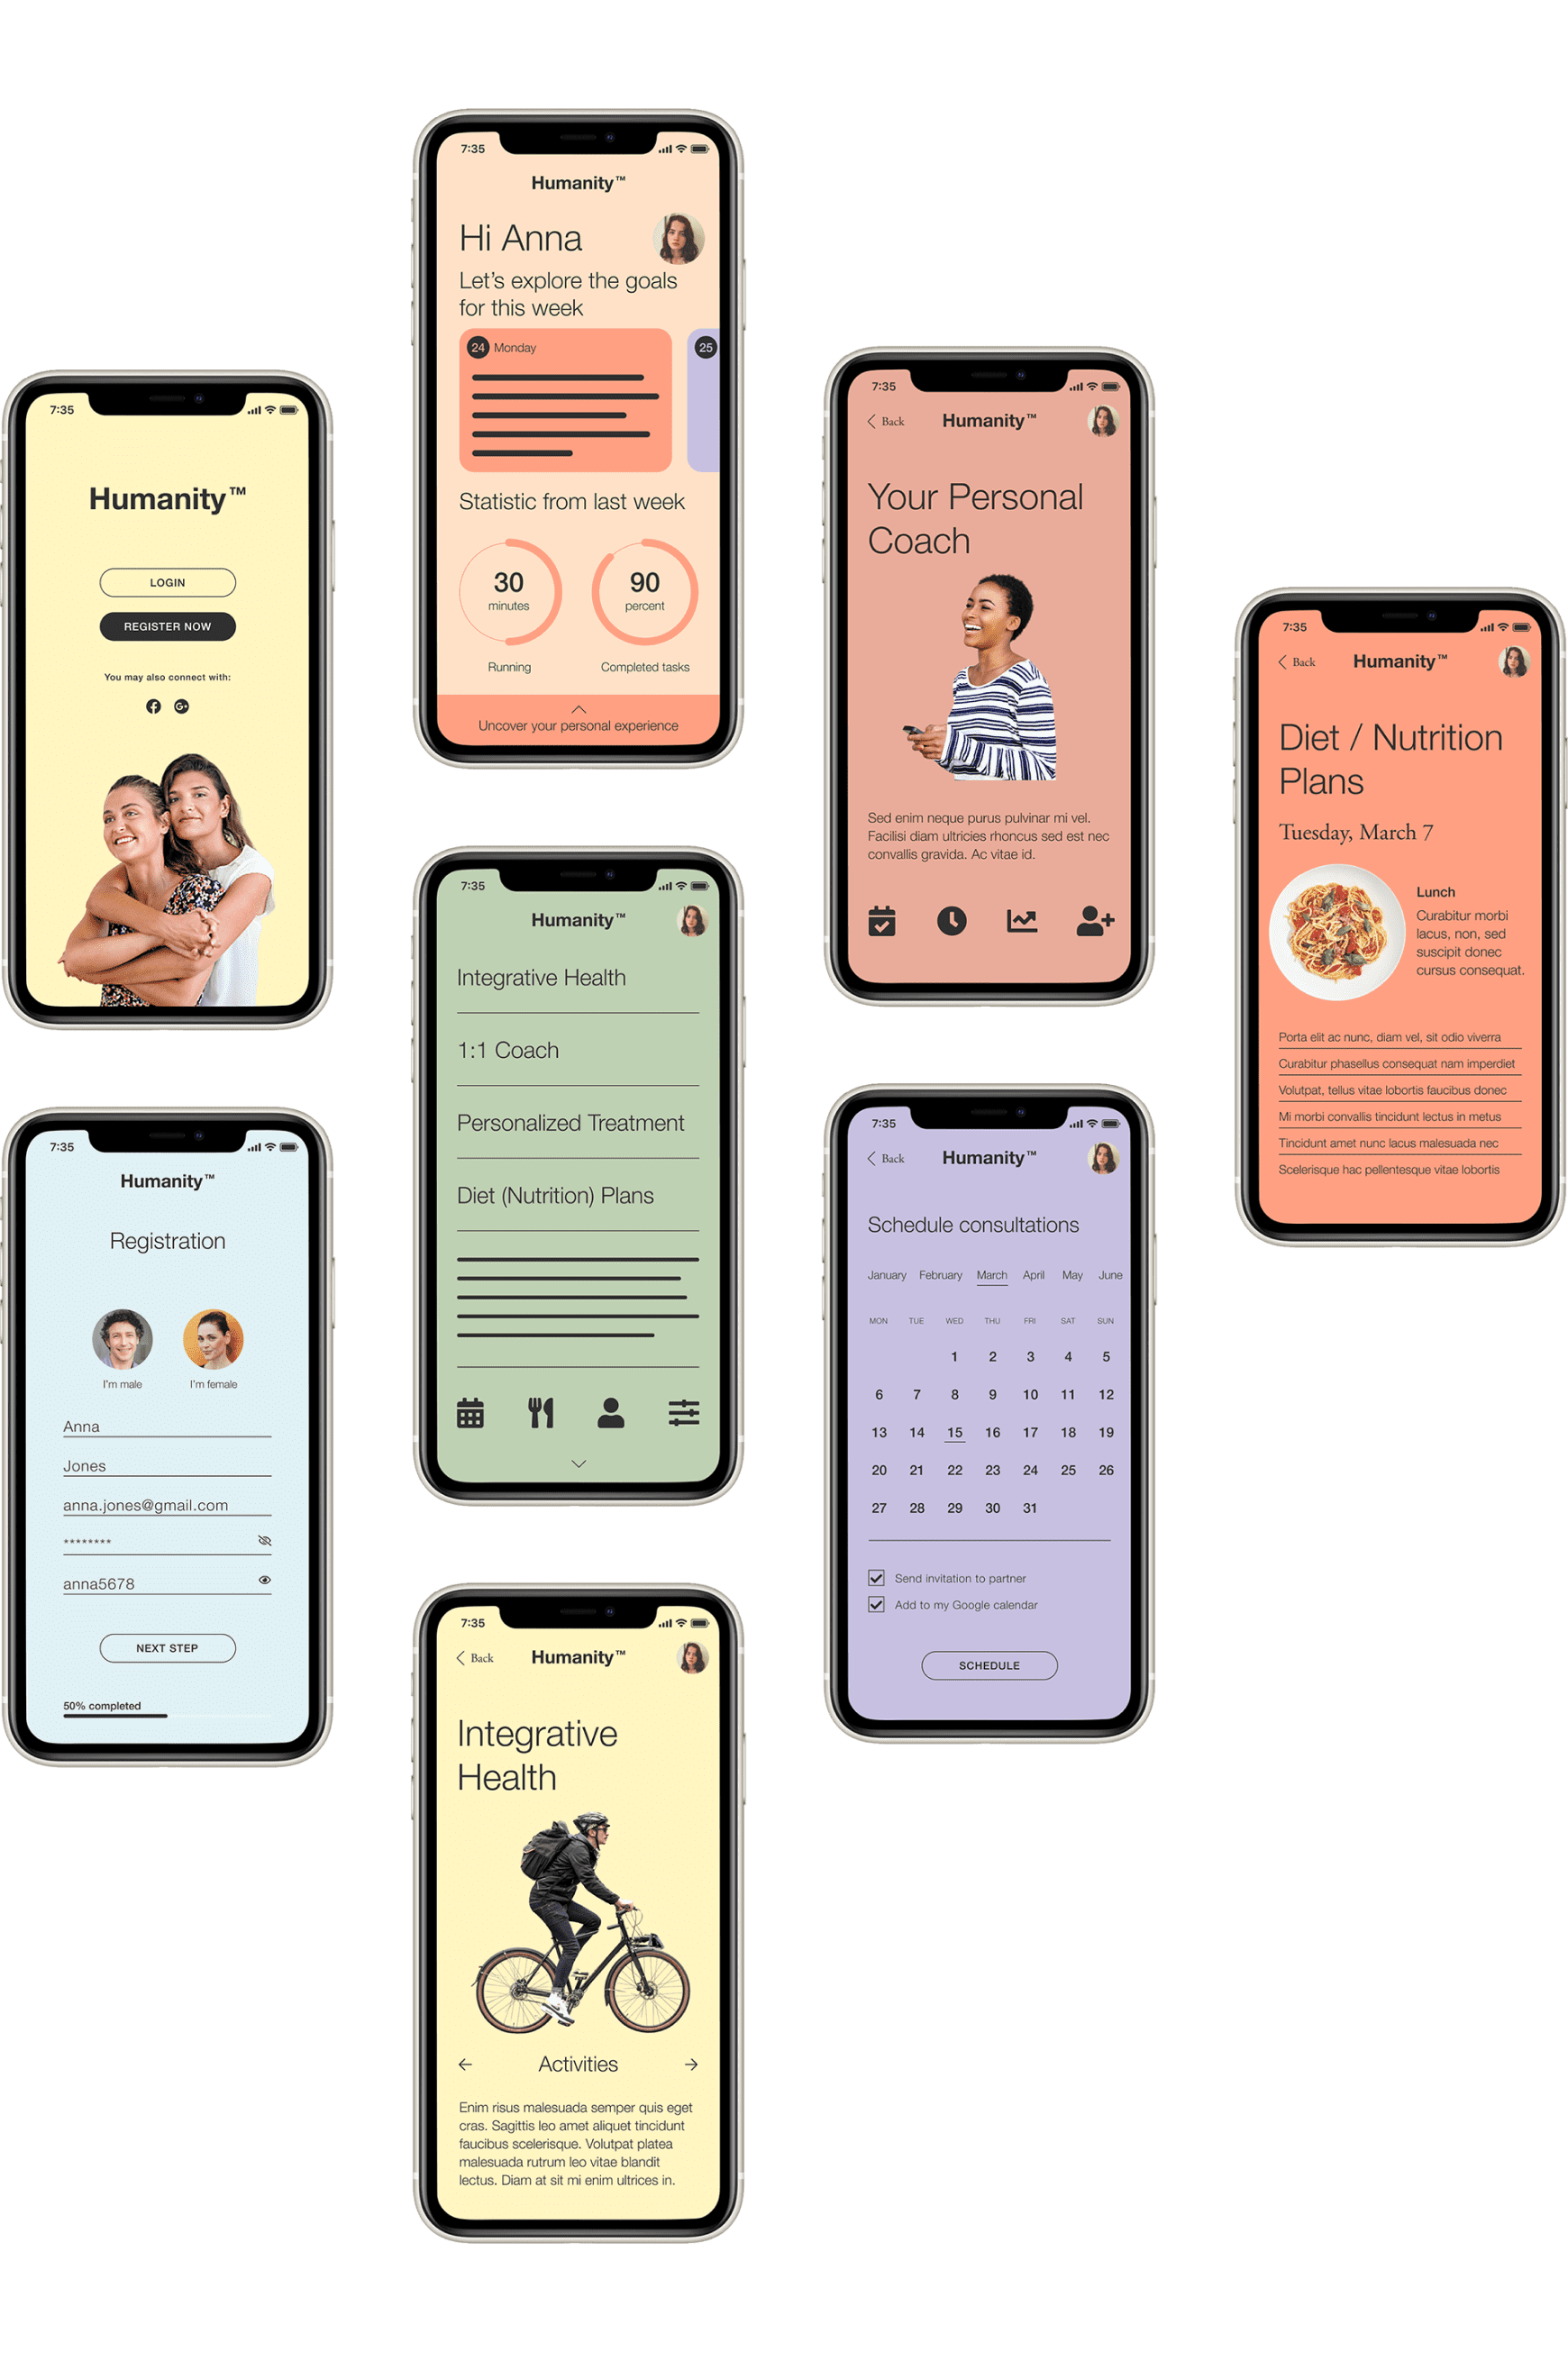 7:35
Humanity™
LOGIN
REGISTER NOW
You may also connect with:
7:35
Humanity™
Registration
I'm male
I'm female
Anna
Jones
anna.jones@gmail.com
********
anna5678
NEXT STEP
50% completed
7:35
Humanity™
Hi Anna
Let's explore the goals
for this week
24 Monday
25
Statistic from last week
30
minutes
Running
90
percent
Completed tasks
Uncover your personal experience
7:35
Humanity™
Integrative Health
1:1 Coach
Personalized Treatment
Diet (Nutrition) Plans
7:35
Back
Humanity™
Integrative
Health
Activities
Enim risus malesuada semper quis eget
cras. Sagittis leo amet aliquet tincidunt
faucibus scelerisque. Volutpat platea
malesuada rutrum leo vitae blandit
lectus. Diam at sit mi enim ultrices in.
7:35
Back
Humanity™
Your Personal
Coach
Sed enim neque purus pulvinar mi vel.
Facilisi diam ultricies rhoncus sed est nec
convallis gravida. Ac vitae id.
7:35
Back
Humanity™
Schedule consultations
January February March April May June
MON TUE WED THU FRI SAT SUN
1 2 3 4 5
6 7 8 9 10 11 12
13 14 15 16 17 18 19
20 21 22 23 24 25 26
27 28 29 30 31
Send invitation to partner
Add to my Google calendar
SCHEDULE
7:35
Back
Humanity™
Diet / Nutrition
Plans
Tuesday, March 7
Lunch
Curabitur morbi
lacus, non, sed
suscipit donec
cursus consequat.
Porta elit ac nunc, diam vel, sit odio viverra
Curabitur phasellus consequat nam imperdiet
Volutpat, tellus vitae lobortis faucibus donec
Mi morbi convallis tincidunt lectus in metus
Tincidunt amet nunc lacus malesuada nec
Scelerisque hac pellentesque vitae lobortis